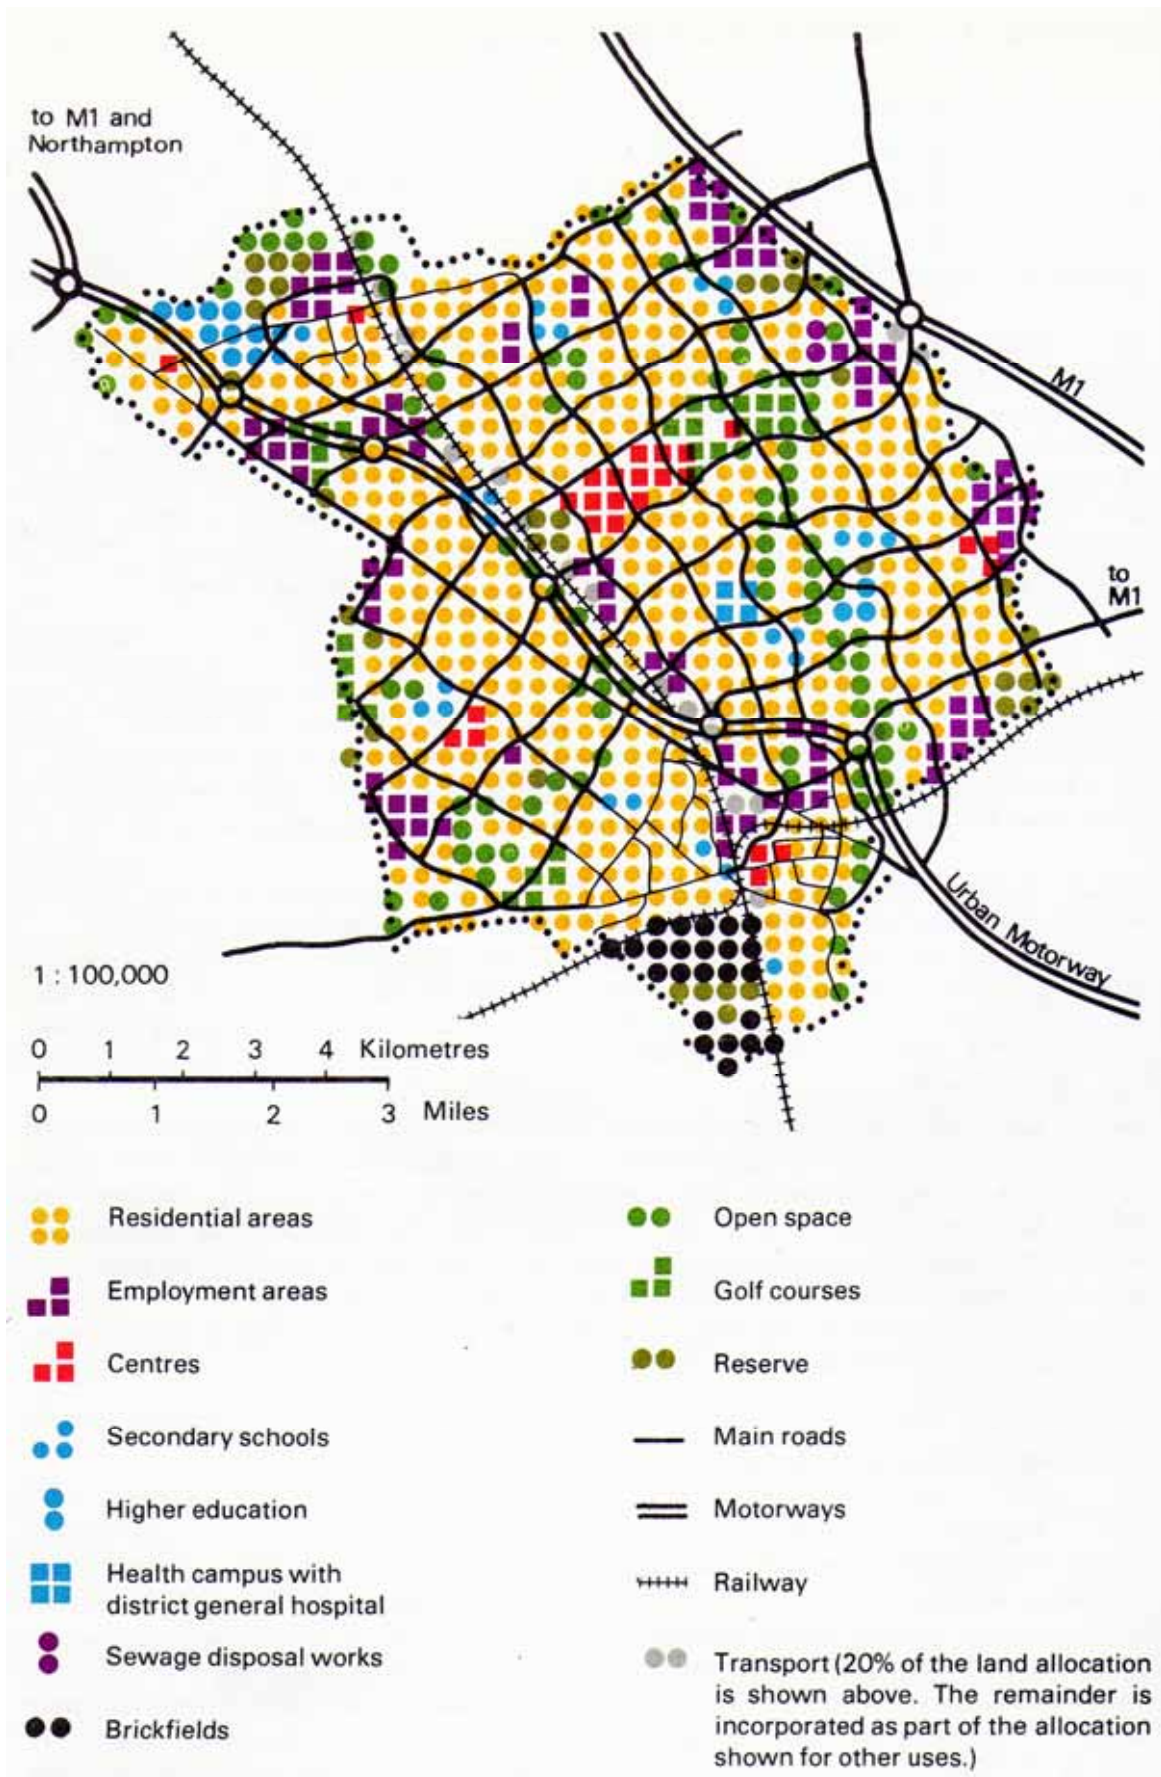 to M1 and
Northampton
M1
to
M1
Urban Motorway
1 : 100,000
0 1 2 3 4 Kilometres
0 1 2 3 Miles
Residential areas
Employment areas
Centres
Secondary schools
Higher education
Health campus with
district general hospital
Sewage disposal works
Brickfields
Open space
Golf courses
Reserve
Main roads
Motorways
Railway
Transport (20% of the land allocation
is shown above. The remainder is
incorporated as part of the allocation
shown for other uses.)